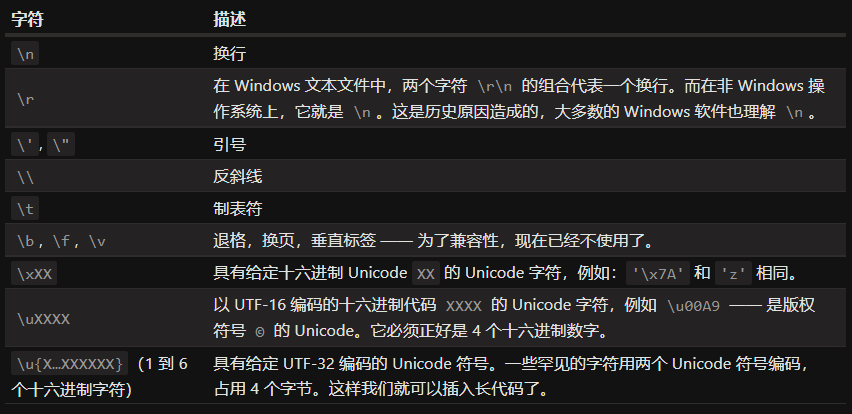 字符 描述
\n 换行
\r 在 Windows 文本文件中，两个字符 \r\n 的组合代表一个换行。而在非 Windows 操
作系统上，它就是 \n 。这是历史原因造成的，大多数的 Windows 软件也理解 \n 。
\', \" 引号
\\ 反斜线
\t 制表符
\b, \f, \v 退格，换页，垂直标签 —— 为了兼容性，现在已经不使用了。
\xXX 具有给定十六进制 Unicode XX 的 Unicode 字符，例如：'\x7A' 和 'z' 相同。
\uXXXX 以 UTF-16 编码的十六进制代码 XXXX 的 Unicode 字符，例如 \u00A9 —— 是版权
符号 © 的 Unicode。它必须正好是 4 个十六进制数字。
\u{X…XXXXXX}（1 到 6 具有给定 UTF-32 编码的 Unicode 符号。一些罕见的字符用两个 Unicode 符号编码，
个十六进制字符） 占用 4 个字节。这样我们就可以插入长代码了。